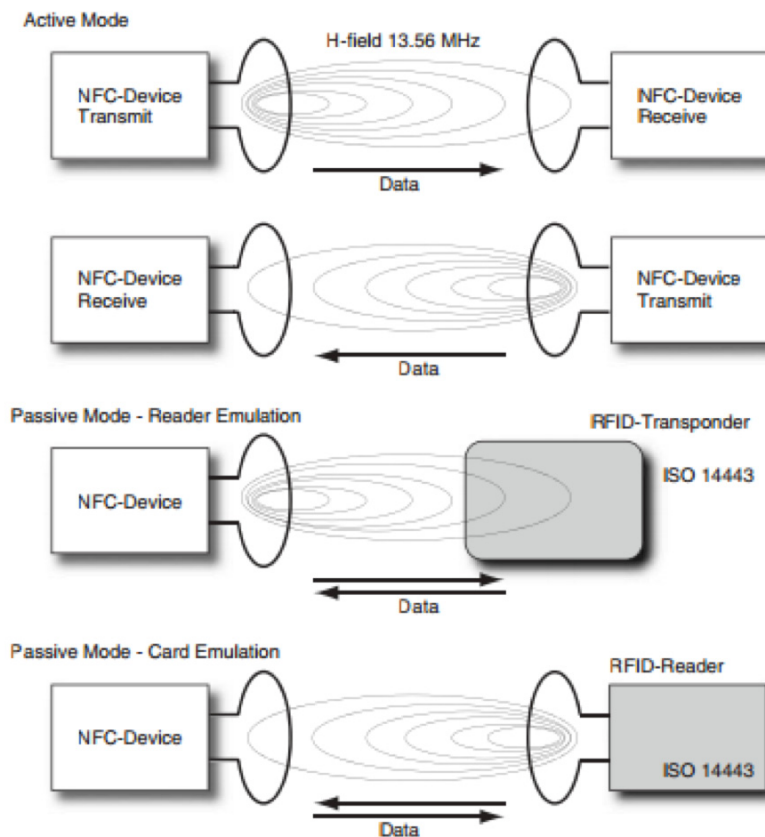 Active Mode
H-field 13.56 MHz
NFC-Device
Transmit
NFC-Device
Receive
Data
NFC-Device
Receive
NFC-Device
Transmit
Data
Passive Mode - Reader Emulation
RFID-Transponder
NFC-Device
ISO 14443
Data
Passive Mode - Card Emulation
RFID-Reader
NFC-Device
ISO 14443
Data